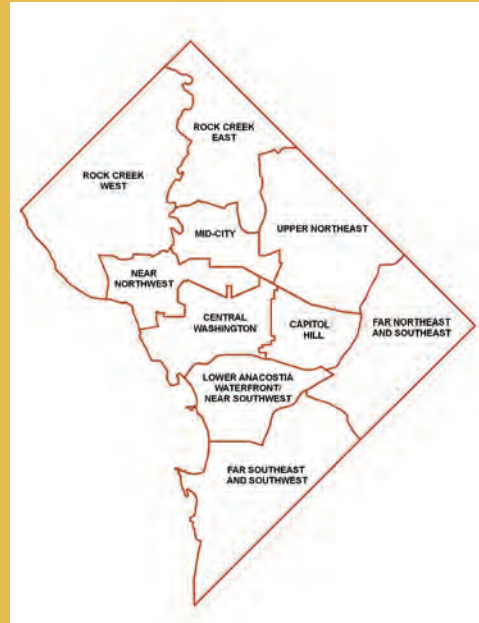 ROCK CREEK
EAST
ROCK CREEK
WEST
MID-CITY
UPPER NORTHEAST
NEAR
NORTHWEST
CENTRAL
WASHINGTON
CAPITOL
HILL
FAR NORTHEAST
AND SOUTHEAST
LOWER ANACOSTIA
WATERFRONT/
NEAR SOUTHWEST
FAR SOUTHEAST
AND SOUTHWEST